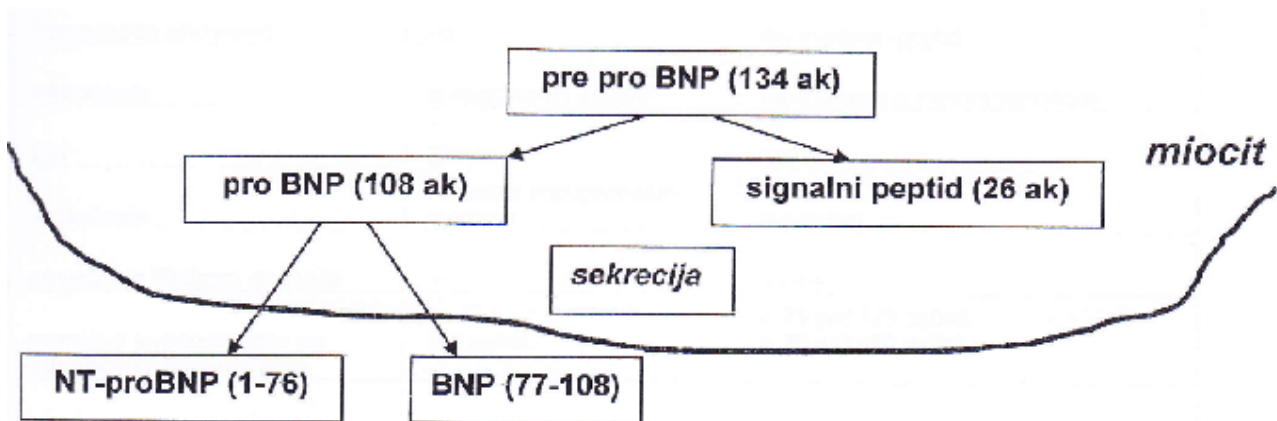 pre pro BNP (134 ak)
miocit
pro BNP (108 ak)
signalni peptid (26 ak)
sekrecija
NT-proBNP (1-76)
BNP (77-108)